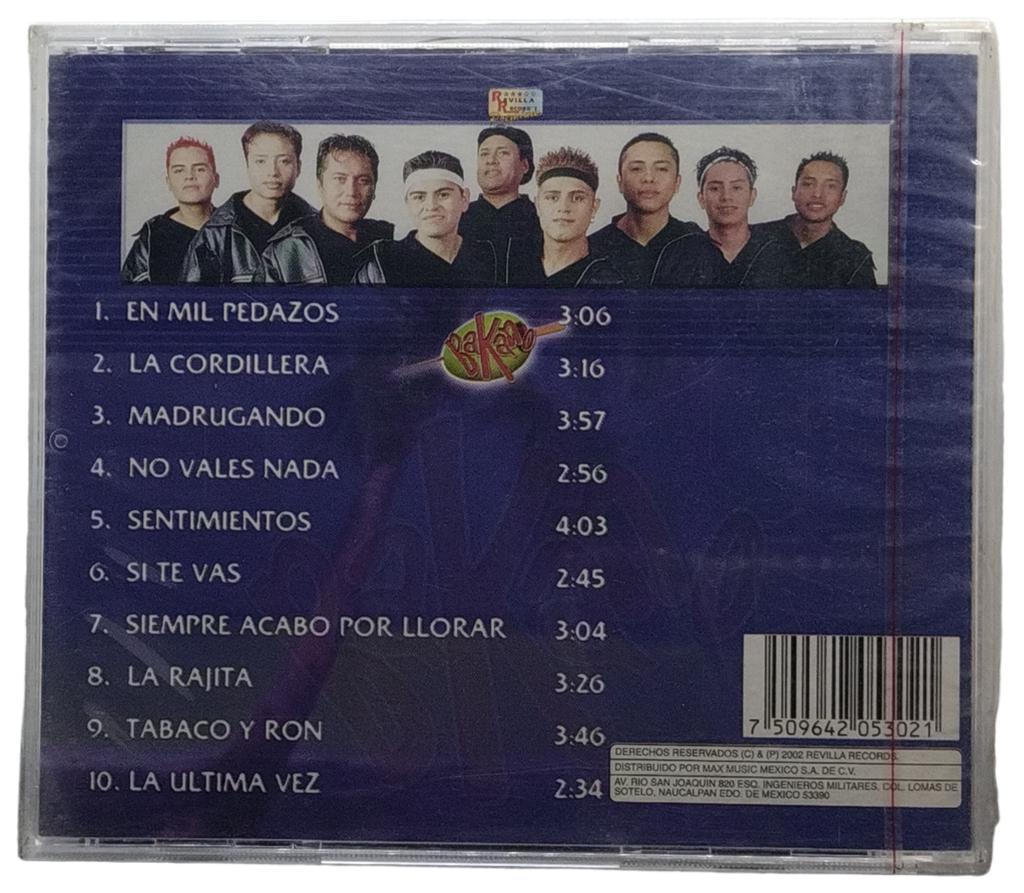 REVILLA
RECORDS
1. EN MIL PEDAZOS 3:06
BaKano
2. LA CORDILLERA 3:16
3. MADRUGANDO 3:57
4. NO VALES NADA 2:56
5. SENTIMIENTOS 4:03
6. SI TE VAS 2:45
7. SIEMPRE ACABO POR LLORAR 3:04
8. LA RAJITA 3:26
9. TABACO Y RON 3:46
10. LA ULTIMA VEZ 2:34
7 509642 053021
DERECHOS RESERVADOS (C) & (P) 2002 REVILLA RECORDS.
DISTRIBUIDO POR MAX MUSIC MEXICO S.A. DE C.V.
AV. RIO SAN JOAQUIN 820 ESQ. INGENIEROS MILITARES, COL. LOMAS DE
SOTELO, NAUCALPAN EDO. DE MEXICO 53390